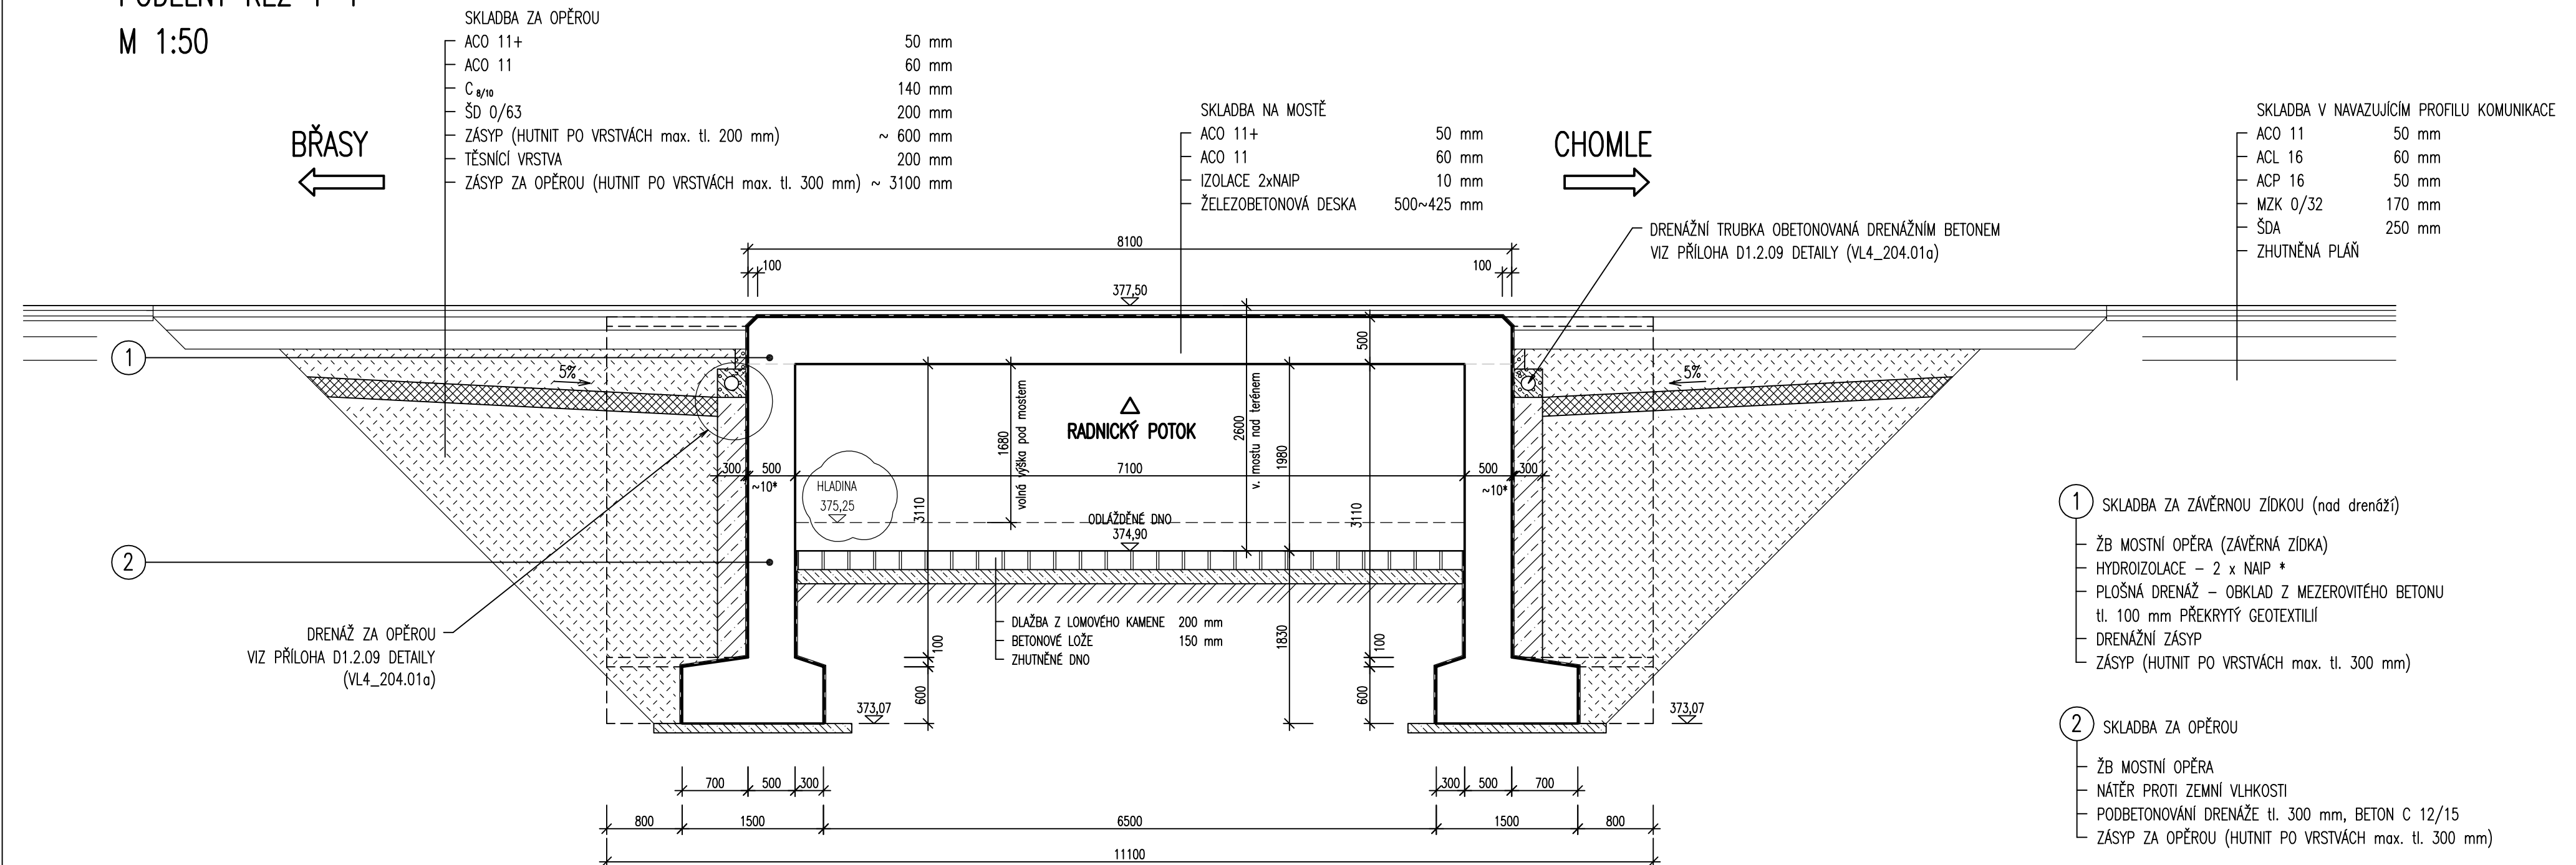 M 1:50
SKLADBA ZA OPĚROU
ACO 11+ 50 mm
ACO 11 60 mm
C 8/10 140 mm
ŠD 0/63 200 mm
ZÁSYP (HUTNIT PO VRSTVÁCH max. tl. 200 mm) ~ 600 mm
TĚSNÍCÍ VRSTVA 200 mm
ZÁSYP ZA OPĚROU (HUTNIT PO VRSTVÁCH max. tl. 300 mm) ~ 3100 mm
BŘASY
SKLADBA NA MOSTĚ
ACO 11+ 50 mm
ACO 11 60 mm
IZOLACE 2xNAIP 10 mm
ŽELEZOBETONOVÁ DESKA 500~425 mm
CHOMLE
SKLADBA V NAVAZUJÍCÍM PROFILU KOMUNIKACE
ACO 11 50 mm
ACL 16 60 mm
ACP 16 50 mm
MZK 0/32 170 mm
ŠDA 250 mm
ZHUTNĚNÁ PLÁŇ
DRENÁŽNÍ TRUBKA OBETONOVANÁ DRENÁŽNÍM BETONEM
VIZ PŘÍLOHA D1.2.09 DETAILY (VL4_204.01a)
8100
100
100
377,50
1
5%
5%
500
RADNICKÝ POTOK
1680
volná výška pod mostem
2600
v. mostu nad terénem
1980
300
500
7100
500
300
~10*
~10*
HLADINA
375,25
3110
3110
ODLÁŽDĚNÉ DNO
374,90
2
DLAŽBA Z LOMOVÉHO KAMENE 200 mm
BETONOVÉ LOŽE 150 mm
ZHUTNĚNÉ DNO
DRENÁŽ ZA OPĚROU
VIZ PŘÍLOHA D1.2.09 DETAILY
(VL4_204.01a)
100
1830
100
600
600
373,07
373,07
700
500
300
300
500
700
800
1500
6500
1500
800
11100
1 SKLADBA ZA ZÁVĚRNOU ZÍDKOU (nad drenáží)
ŽB MOSTNÍ OPĚRA (ZÁVĚRNÁ ZÍDKA)
HYDROIZOLACE – 2 x NAIP *
PLOŠNÁ DRENÁŽ – OBKLAD Z MEZEROVITÉHO BETONU
tl. 100 mm PŘEKRYTÝ GEOTEXTILIÍ
DRENÁŽNÍ ZÁSYP
ZÁSYP (HUTNIT PO VRSTVÁCH max. tl. 300 mm)
2 SKLADBA ZA OPĚROU
ŽB MOSTNÍ OPĚRA
NÁTĚR PROTI ZEMNÍ VLHKOSTI
PODBETONOVÁNÍ DRENÁŽE tl. 300 mm, BETON C 12/15
ZÁSYP ZA OPĚROU (HUTNIT PO VRSTVÁCH max. tl. 300 mm)